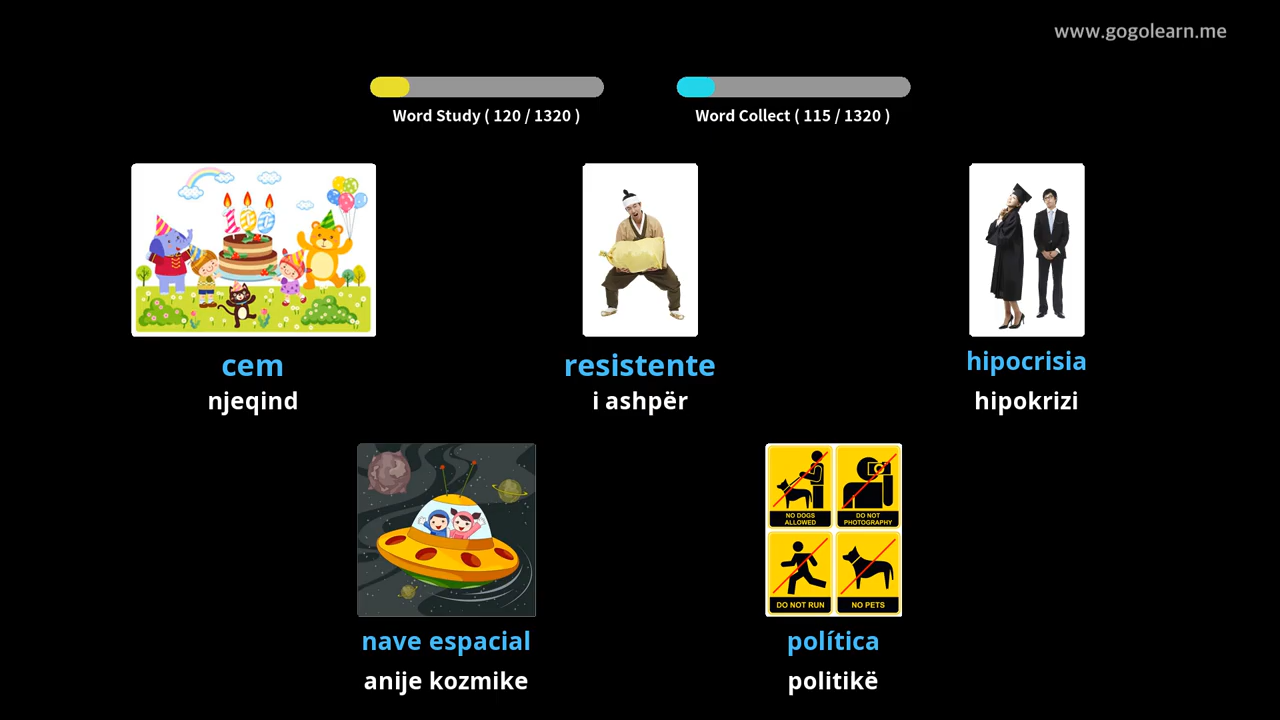 www.gogolearn.me
Word Study ( 120 / 1320 )
Word Collect ( 115 / 1320 )
100
cem
njeqind
resistente
i ashpër
hipocrisia
hipokrizi
NO DOGS
ALLOWED
DO NOT
PHOTOGRAPHY
DO NOT RUN
NO PETS
nave espacial
anije kozmike
política
politikë